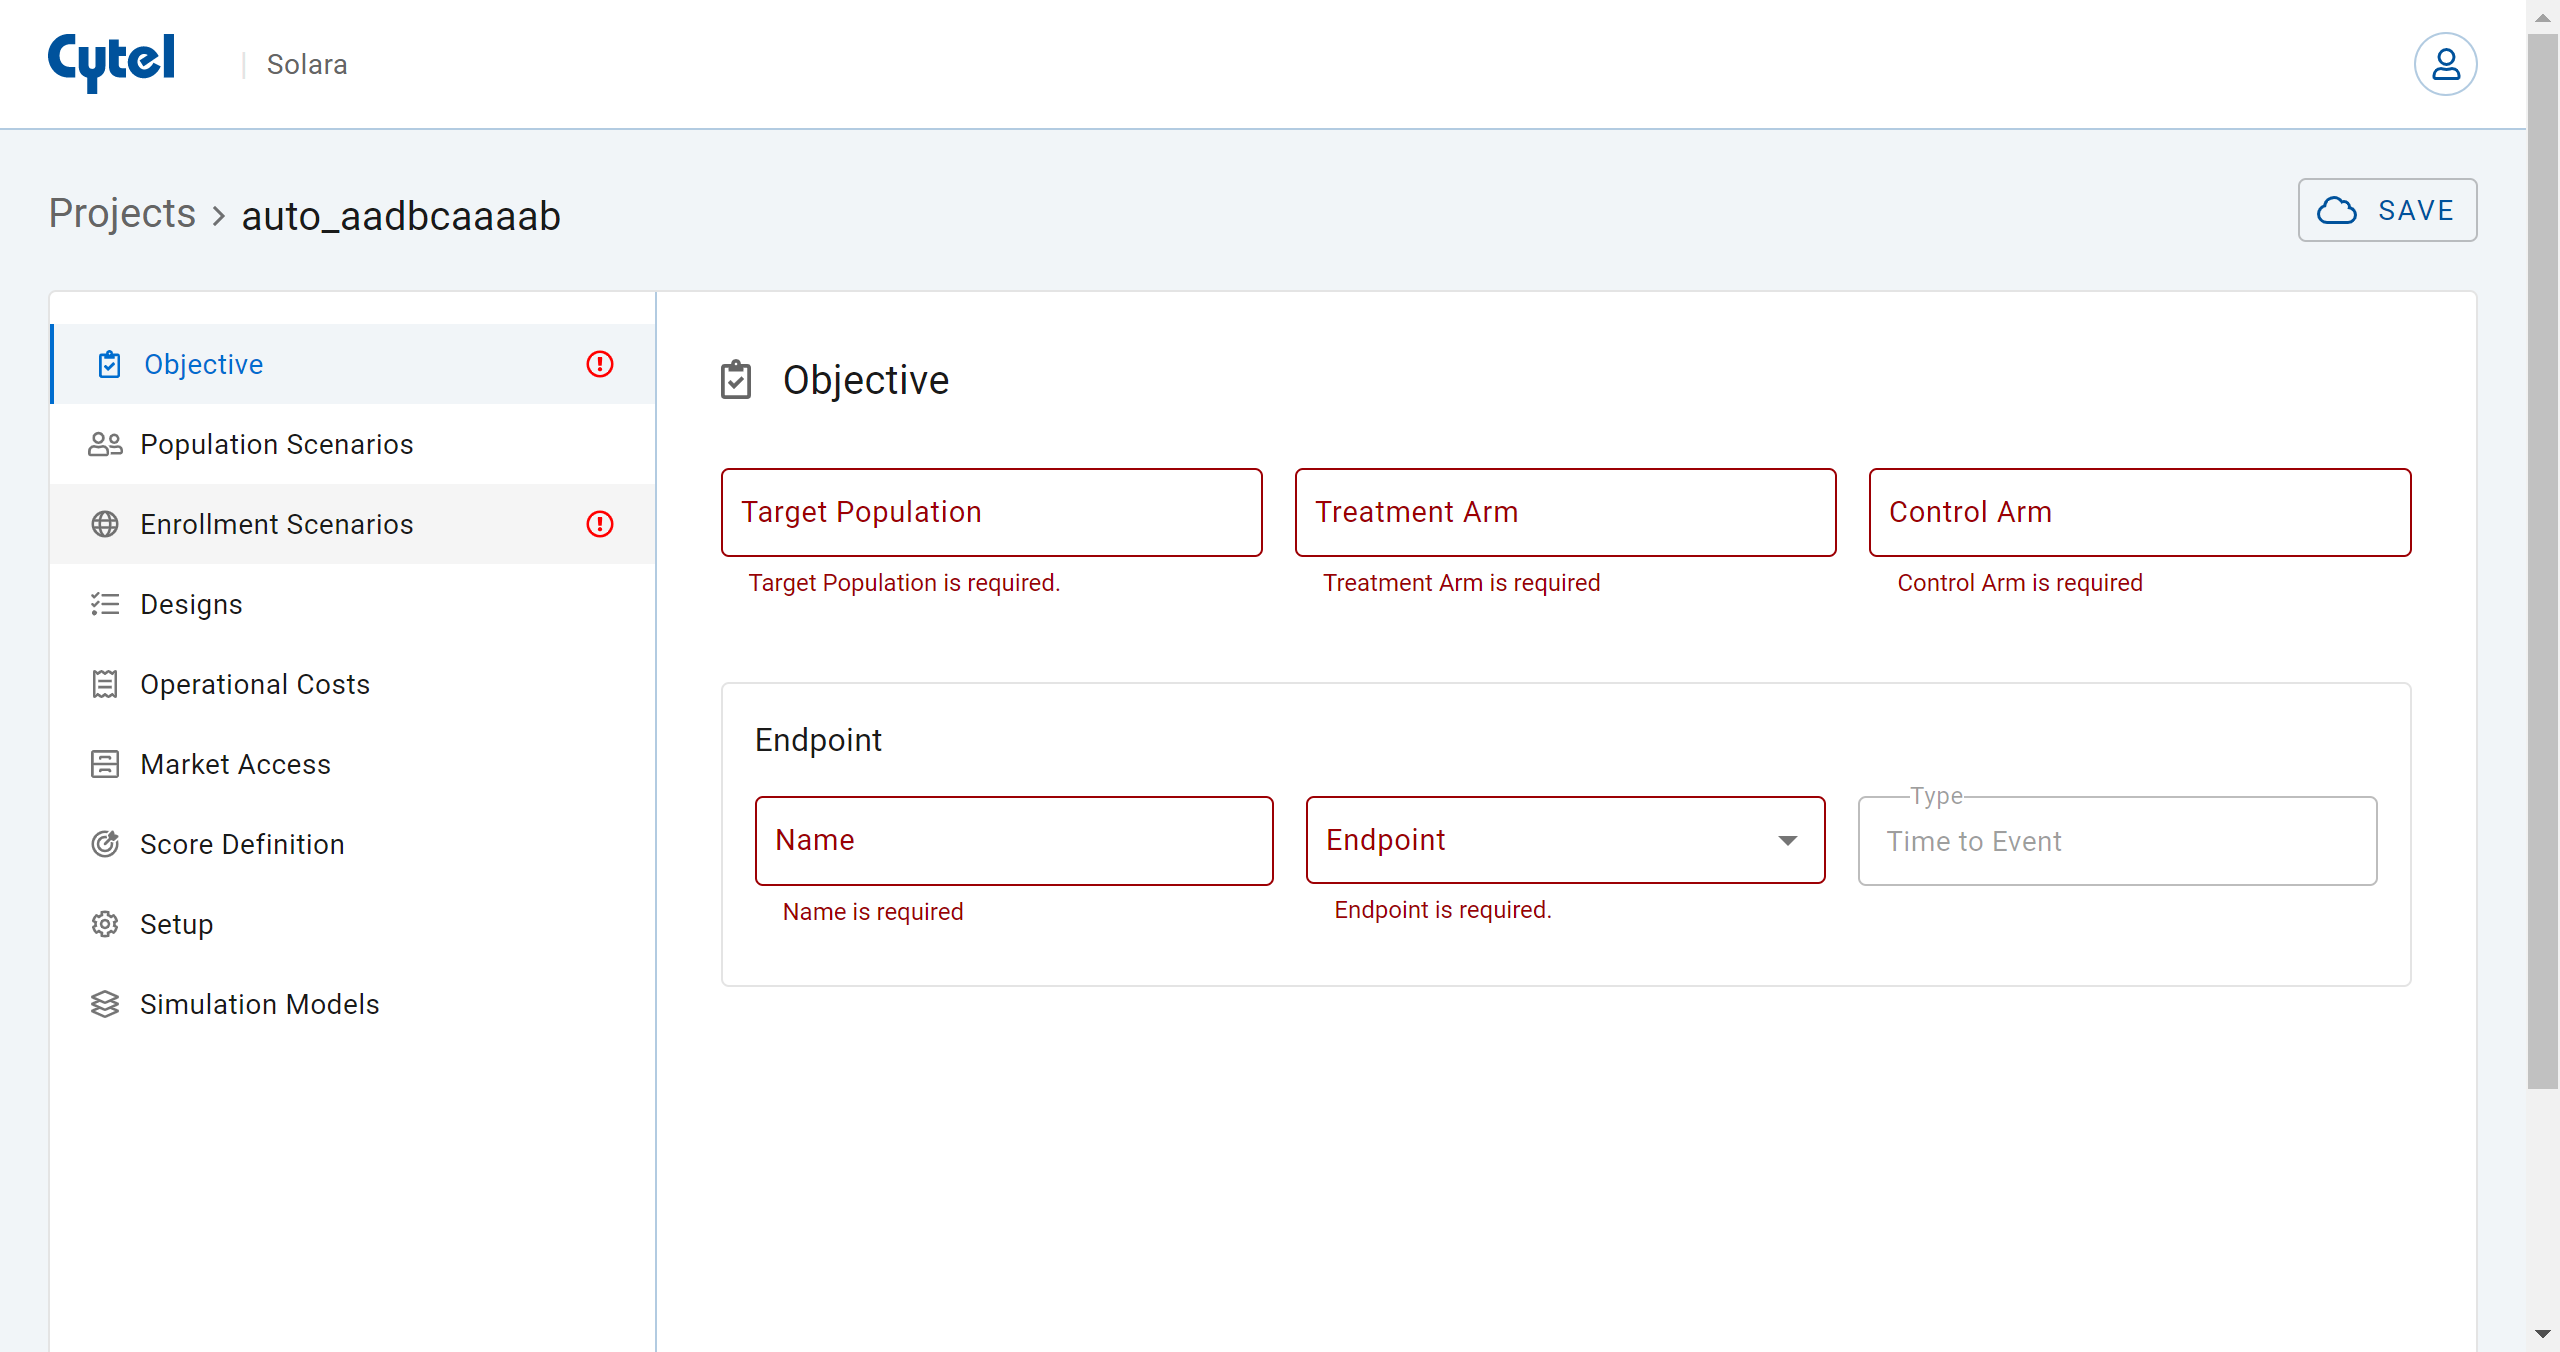 Cytel
| Solara
Projects > auto_aadbcaaaab
SAVE
Objective
Population Scenarios
Enrollment Scenarios
Designs
Operational Costs
Market Access
Score Definition
Setup
Simulation Models
Objective
Target Population
Treatment Arm
Control Arm
Target Population is required.
Treatment Arm is required
Control Arm is required
Endpoint
Type
Name
Endpoint
Time to Event
Name is required
Endpoint is required.